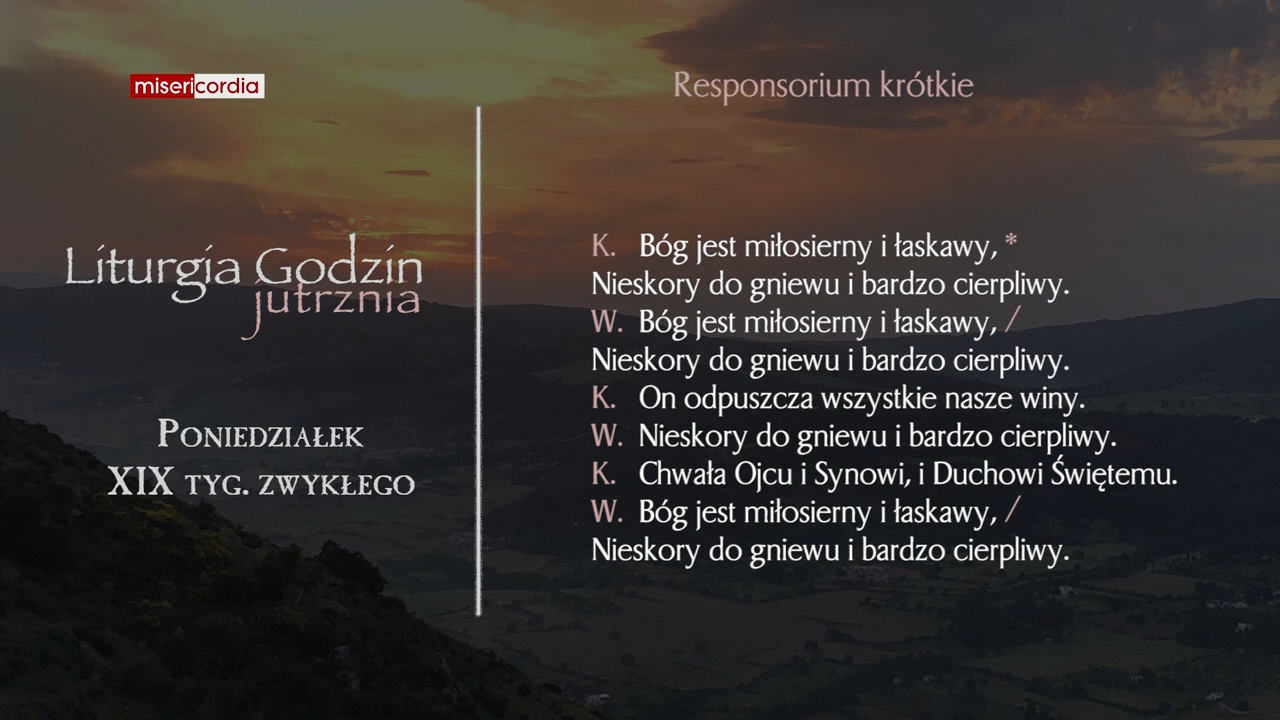 misericordia
Responsorium krótkie
Liturgia Godzin
jutrznia
Poniedziałek
XIX tyg. zwykłego
K. Bóg jest miłosierny i łaskawy, *
Nieskory do gniewu i bardzo cierpliwy.
W. Bóg jest miłosierny i łaskawy, /
Nieskory do gniewu i bardzo cierpliwy.
K. On odpuszcza wszystkie nasze winy.
W. Nieskory do gniewu i bardzo cierpliwy.
K. Chwała Ojcu i Synowi, i Duchowi Świętemu.
W. Bóg jest miłosierny i łaskawy, /
Nieskory do gniewu i bardzo cierpliwy.